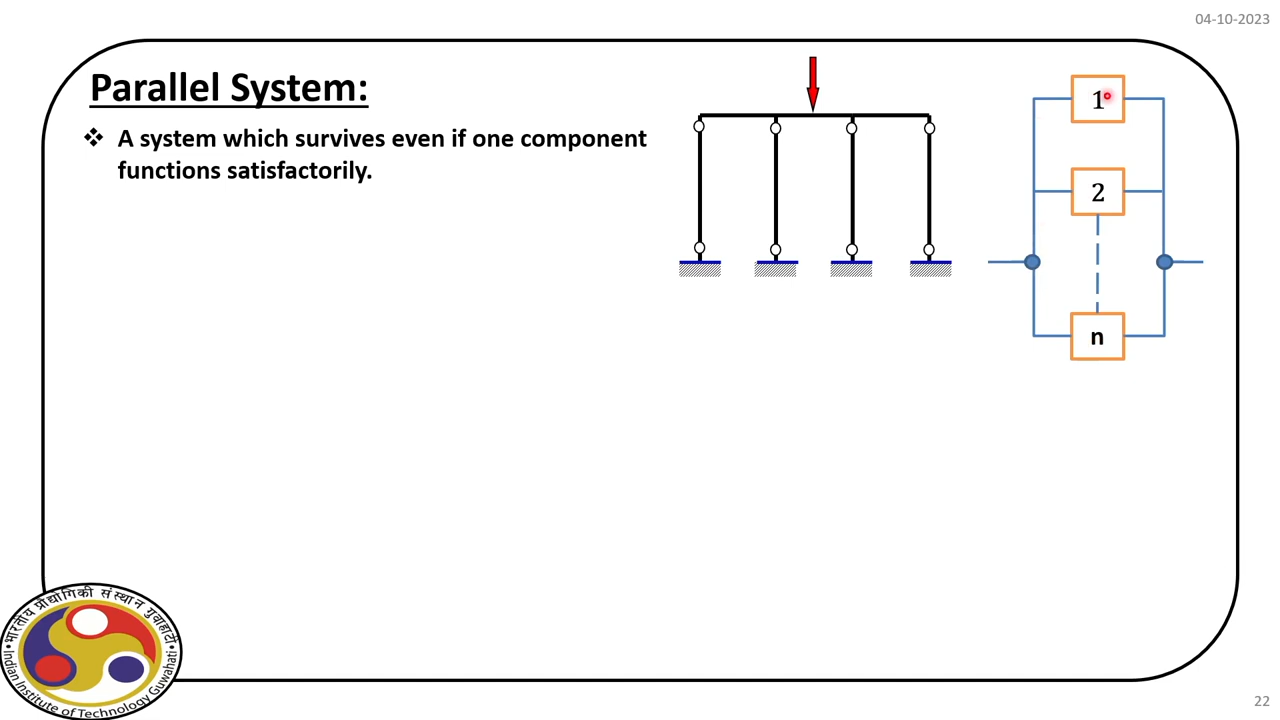 04-10-2023
Parallel System:
❖ A system which survives even if one component
functions satisfactorily.
1
2
n
भारतीय प्रौद्योगिकी संस्थान गुवाहाटी
Indian Institute of Technology Guwahati
22